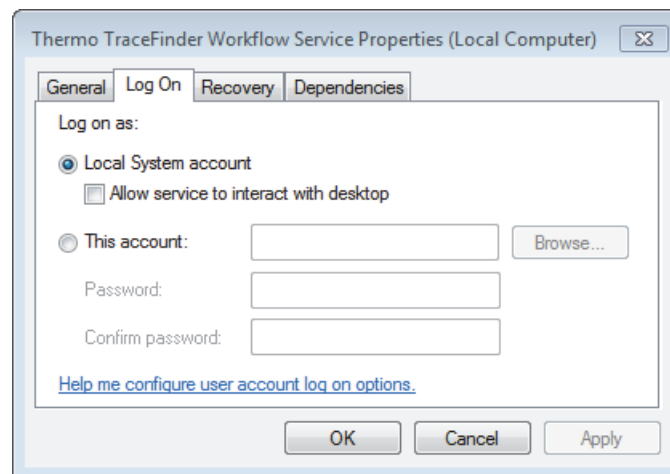 Thermo TraceFinder Workflow Service Properties (Local Computer)
General Log On Recovery Dependencies
Log on as:
Local System account
Allow service to interact with desktop
This account: Browse...
Password:
Confirm password:
Help me configure user account log on options.
OK Cancel Apply